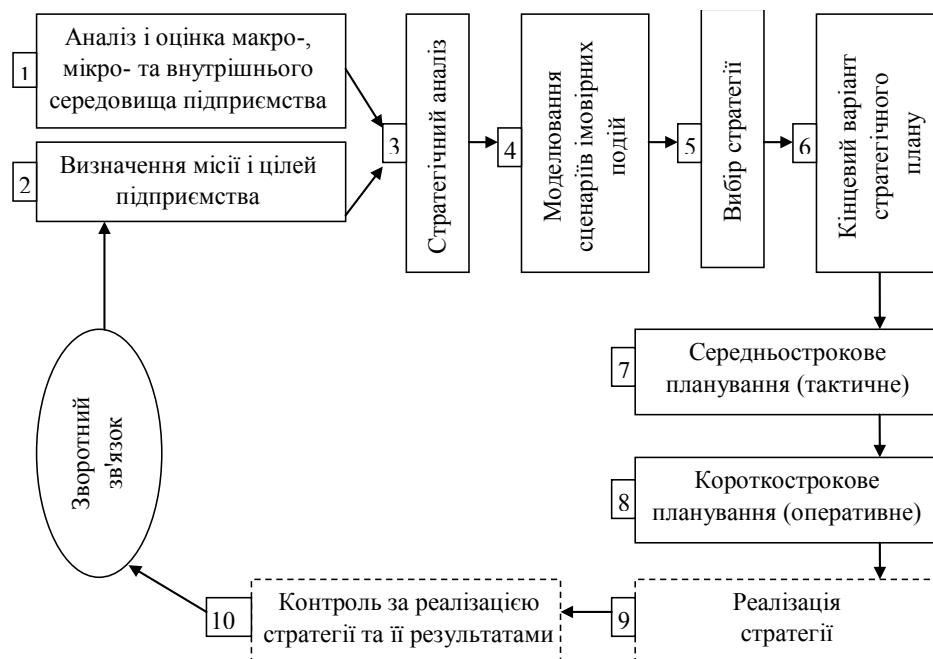 1
Аналіз і оцінка макро-,
мікро- та внутрішнього
середовища підприємства
2
Визначення місії і цілей
підприємства
3
Стратегічний аналіз
4
Моделювання
сценаріїв імовірних
подій
5
Вибір стратегії
6
Кінцевий варіант
стратегічного
плану
7
Середньострокове
планування (тактичне)
8
Короткострокове
планування (оперативне)
9
Реалізація
стратегії
10
Контроль за реалізацією
стратегії та її результатами
Зворотний
зв'язок